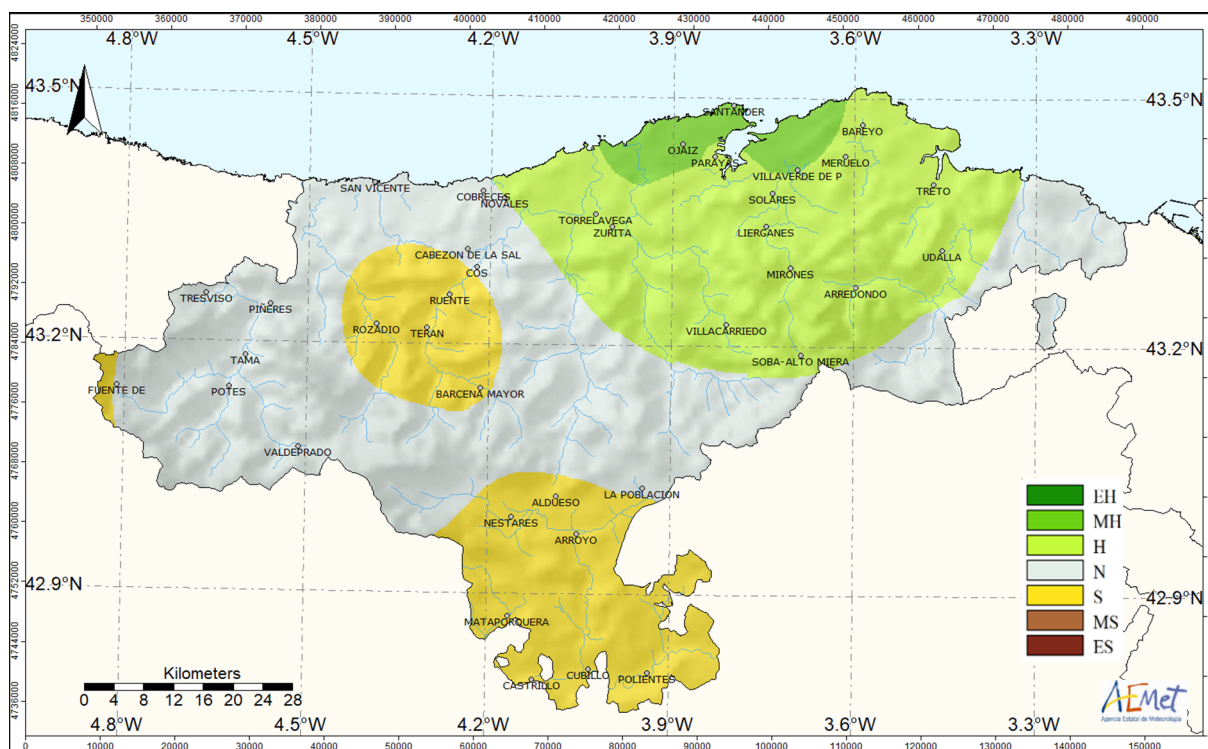 350000 360000 370000 380000 390000 400000 410000 420000 430000 440000 450000 460000 470000 480000 490000
4.8°W 4.5°W 4.2°W 3.9°W 3.6°W 3.3°W
4824000
43.5°N 43.5°N
4816000
SANTANDER
BAREYO
OJAIZ
PARAYAS MERUELO
4808000
VILLAVERDE DE P
SAN VICENTE TRETO
COBRECES
NOVALES SOLARES
4800000
TORRELAVEGA
ZURITA LIERGANES
CABEZON DE LA SAL UDALLA
COS MIRONES
4792000
TRESVISO RUENTE ARREDONDO
PIÑERES
ROZADIO TERAN VILLACARRIEDO
4784000
43.2°N 43.2°N
TAMA SOBA-ALTO MIERA
FUENTE DE POTES BARCENA MAYOR
4776000
VALDEPRADO
4768000
ALDUESO LA POBLACION
NESTARES
4760000
ARROYO
EH
MH
H
N
S
MS
ES
4752000
42.9°N 42.9°N
MATAPORQUERA
4744000
Kilometers
0 4 8 12 16 20 24 28
CUBILLO POLIENTES
CASTRILLO
4736000
AEMet
Agencia Estatal de Meteorología
4.8°W 4.5°W 4.2°W 3.9°W 3.6°W 3.3°W
0 10000 20000 30000 40000 50000 60000 70000 80000 90000 100000 110000 120000 130000 140000 150000